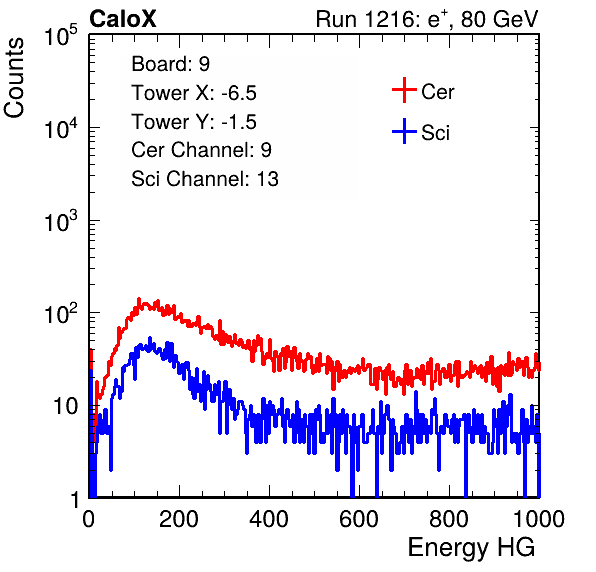 CaloX Run 1216: e⁺, 80 GeV
Counts
Board: 9
Tower X: -6.5
Tower Y: -1.5
Cer Channel: 9
Sci Channel: 13
Cer
Sci
10⁵
10⁴
10³
10²
10
1
0 200 400 600 800 1000
Energy HG